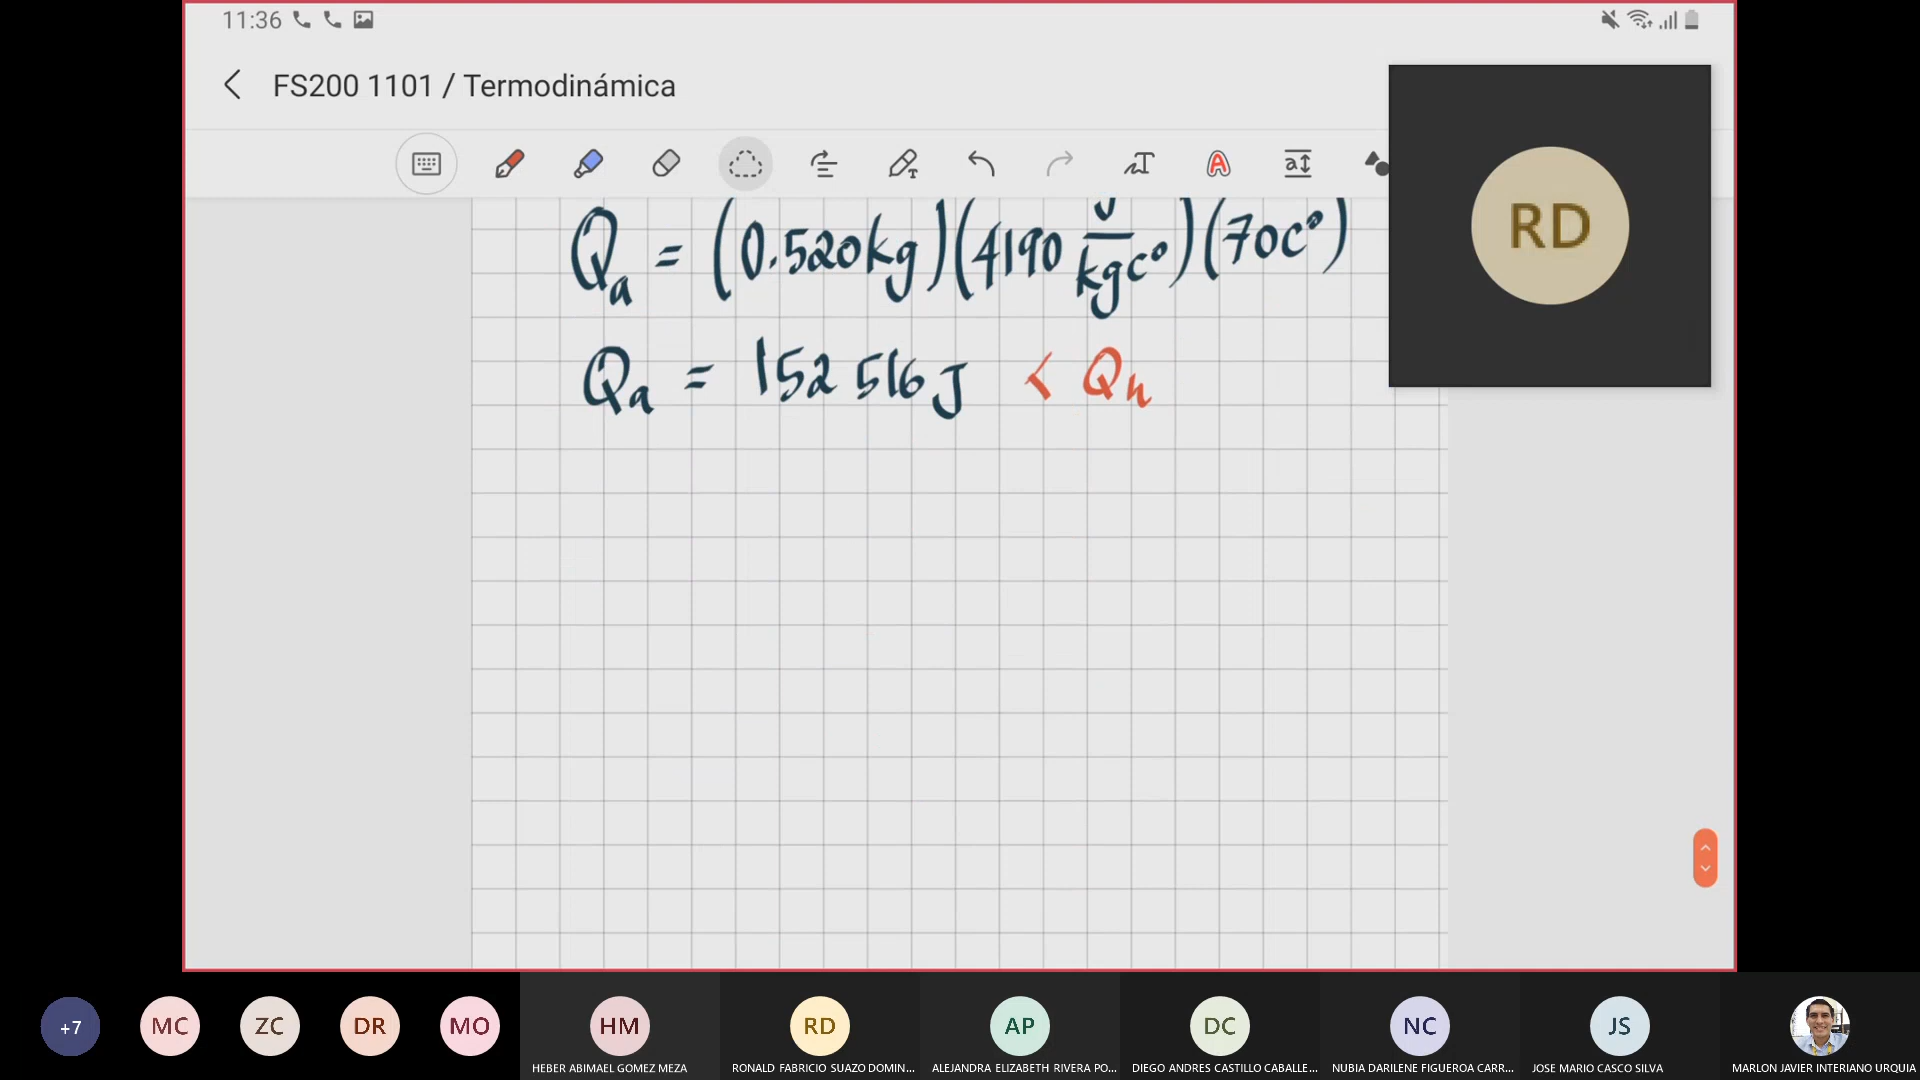 11:36
FS200 1101 / Termodinámica
RD
Qₐ = (0.520kg)(4190 J/kgC°)(70C°)
Qₐ = 152 516 J < Qₕ
+7
MC
ZC
DR
MO
HM
RD
AP
DC
NC
JS
HEBER ABIMAEL GOMEZ MEZA
RONALD FABRICIO SUAZO DOMIN...
ALEJANDRA ELIZABETH RIVERA PO...
DIEGO ANDRES CASTILLO CABALLE...
NUBIA DARILENE FIGUEROA CARR...
JOSE MARIO CASCO SILVA
MARLON JAVIER INTERIANO URQUIA